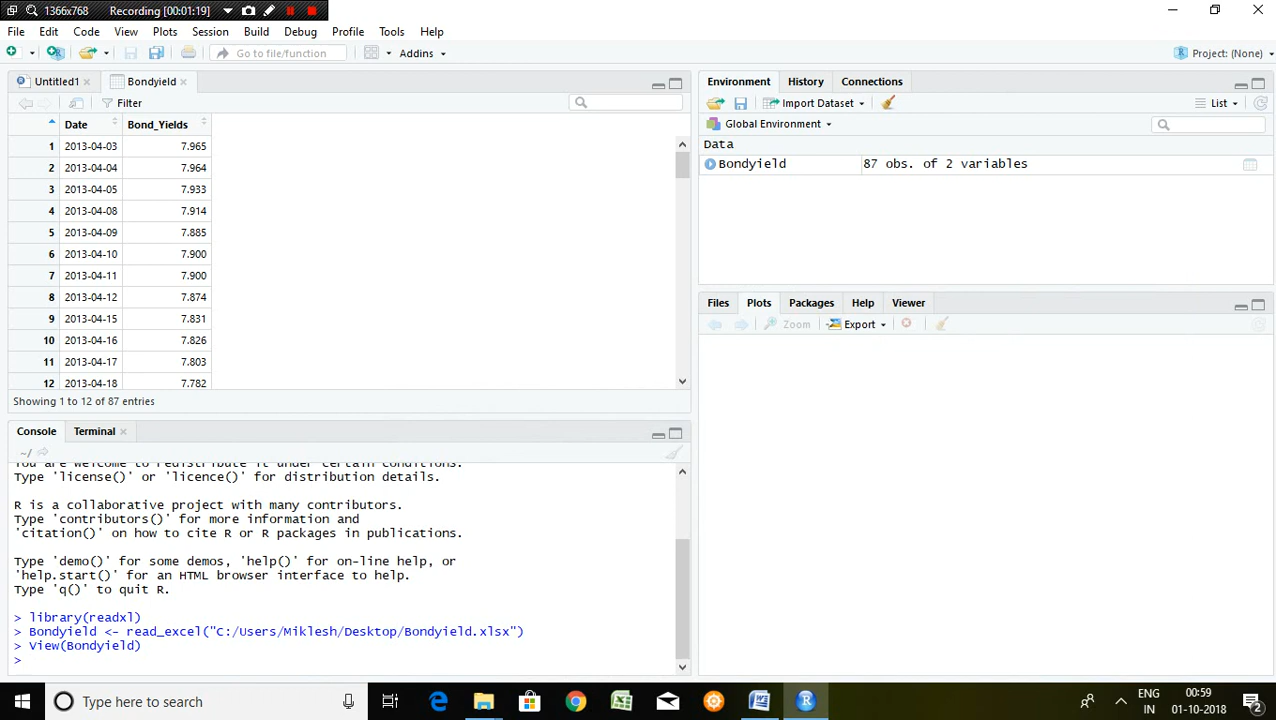 1366x768 Recording [00:01:19]
File Edit Code View Plots Session Build Debug Profile Tools Help
Go to file/function Addins Project: (None)
Untitled1 Bondyield
Filter
Date Bond_Yields
1 2013-04-03 7.965
2 2013-04-04 7.964
3 2013-04-05 7.933
4 2013-04-08 7.914
5 2013-04-09 7.885
6 2013-04-10 7.900
7 2013-04-11 7.900
8 2013-04-12 7.874
9 2013-04-15 7.831
10 2013-04-16 7.826
11 2013-04-17 7.803
12 2013-04-18 7.782
Showing 1 to 12 of 87 entries
Console Terminal
~/
You are welcome to redistribute it under certain conditions.
Type 'license()' or 'licence()' for distribution details.
R is a collaborative project with many contributors.
Type 'contributors()' for more information and
'citation()' on how to cite R or R packages in publications.
Type 'demo()' for some demos, 'help()' for on-line help, or
'help.start()' for an HTML browser interface to help.
Type 'q()' to quit R.
> library(readxl)
> Bondyield <- read_excel("C:/Users/Miklesh/Desktop/Bondyield.xlsx")
> View(Bondyield)
>
Environment History Connections
Import Dataset List
Global Environment
Data
Bondyield 87 obs. of 2 variables
Files Plots Packages Help Viewer
Zoom Export
Type here to search
ENG
IN
00:59
01-10-2018
2